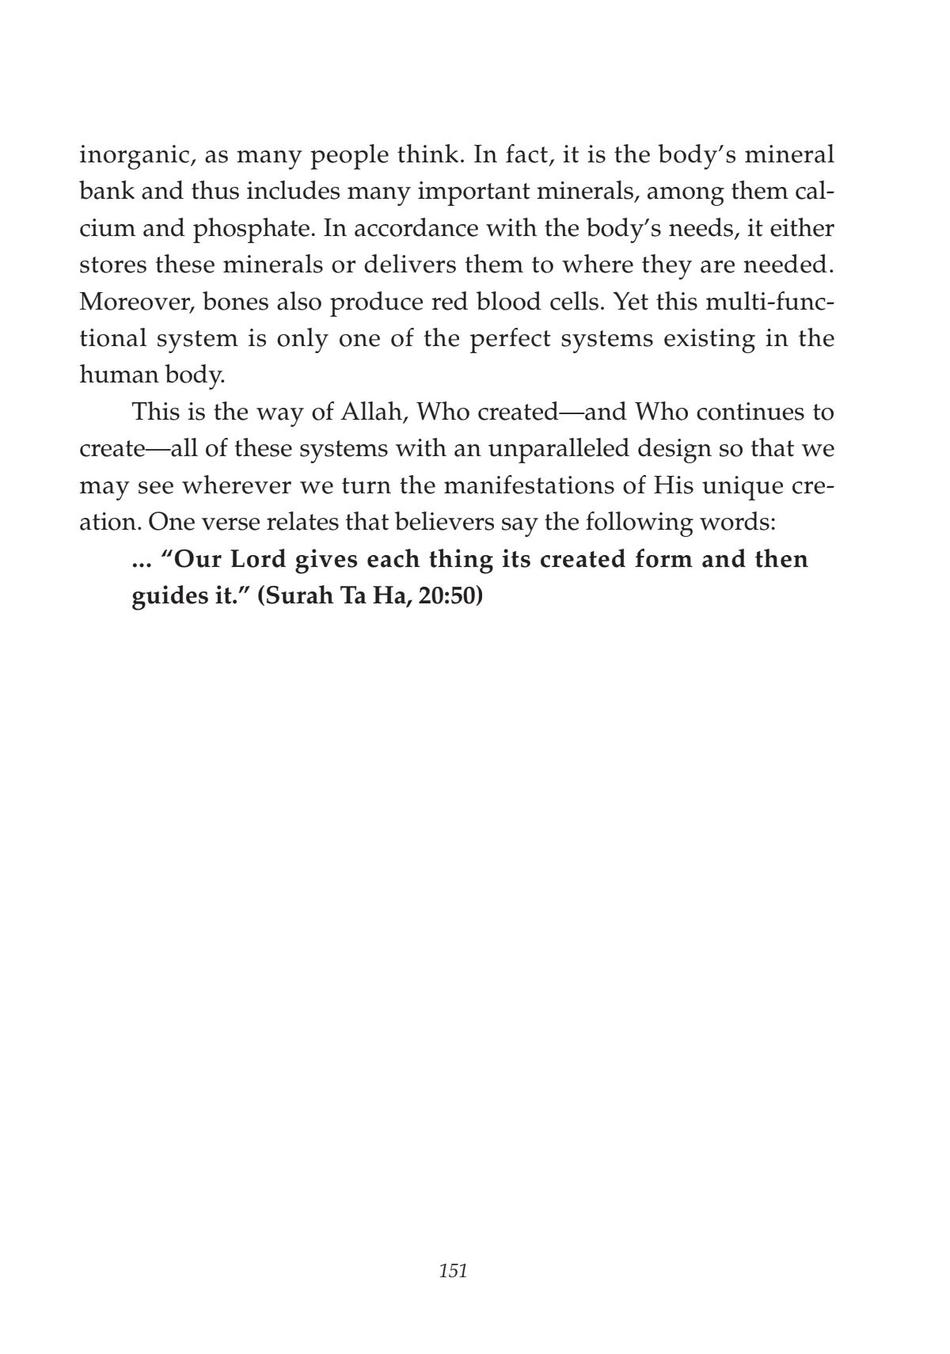 inorganic, as many people think. In fact, it is the body’s mineral
bank and thus includes many important minerals, among them cal-
cium and phosphate. In accordance with the body’s needs, it either
stores these minerals or delivers them to where they are needed.
Moreover, bones also produce red blood cells. Yet this multi-func-
tional system is only one of the perfect systems existing in the
human body.
This is the way of Allah, Who created—and Who continues to
create—all of these systems with an unparalleled design so that we
may see wherever we turn the manifestations of His unique cre-
ation. One verse relates that believers say the following words:
... “Our Lord gives each thing its created form and then
guides it.” (Surah Ta Ha, 20:50)
151